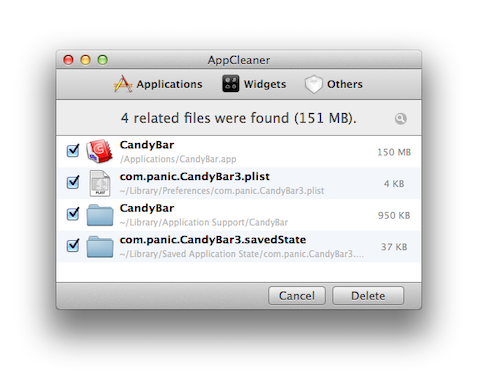 AppCleaner
Applications Widgets Others
4 related files were found (151 MB).
CandyBar
/Applications/CandyBar.app
150 MB
com.panic.CandyBar3.plist
~/Library/Preferences/com.panic.CandyBar3.plist
4 KB
CandyBar
~/Library/Application Support/CandyBar
950 KB
com.panic.CandyBar3.savedState
~/Library/Saved Application State/com.panic.CandyBar3....
37 KB
Cancel Delete